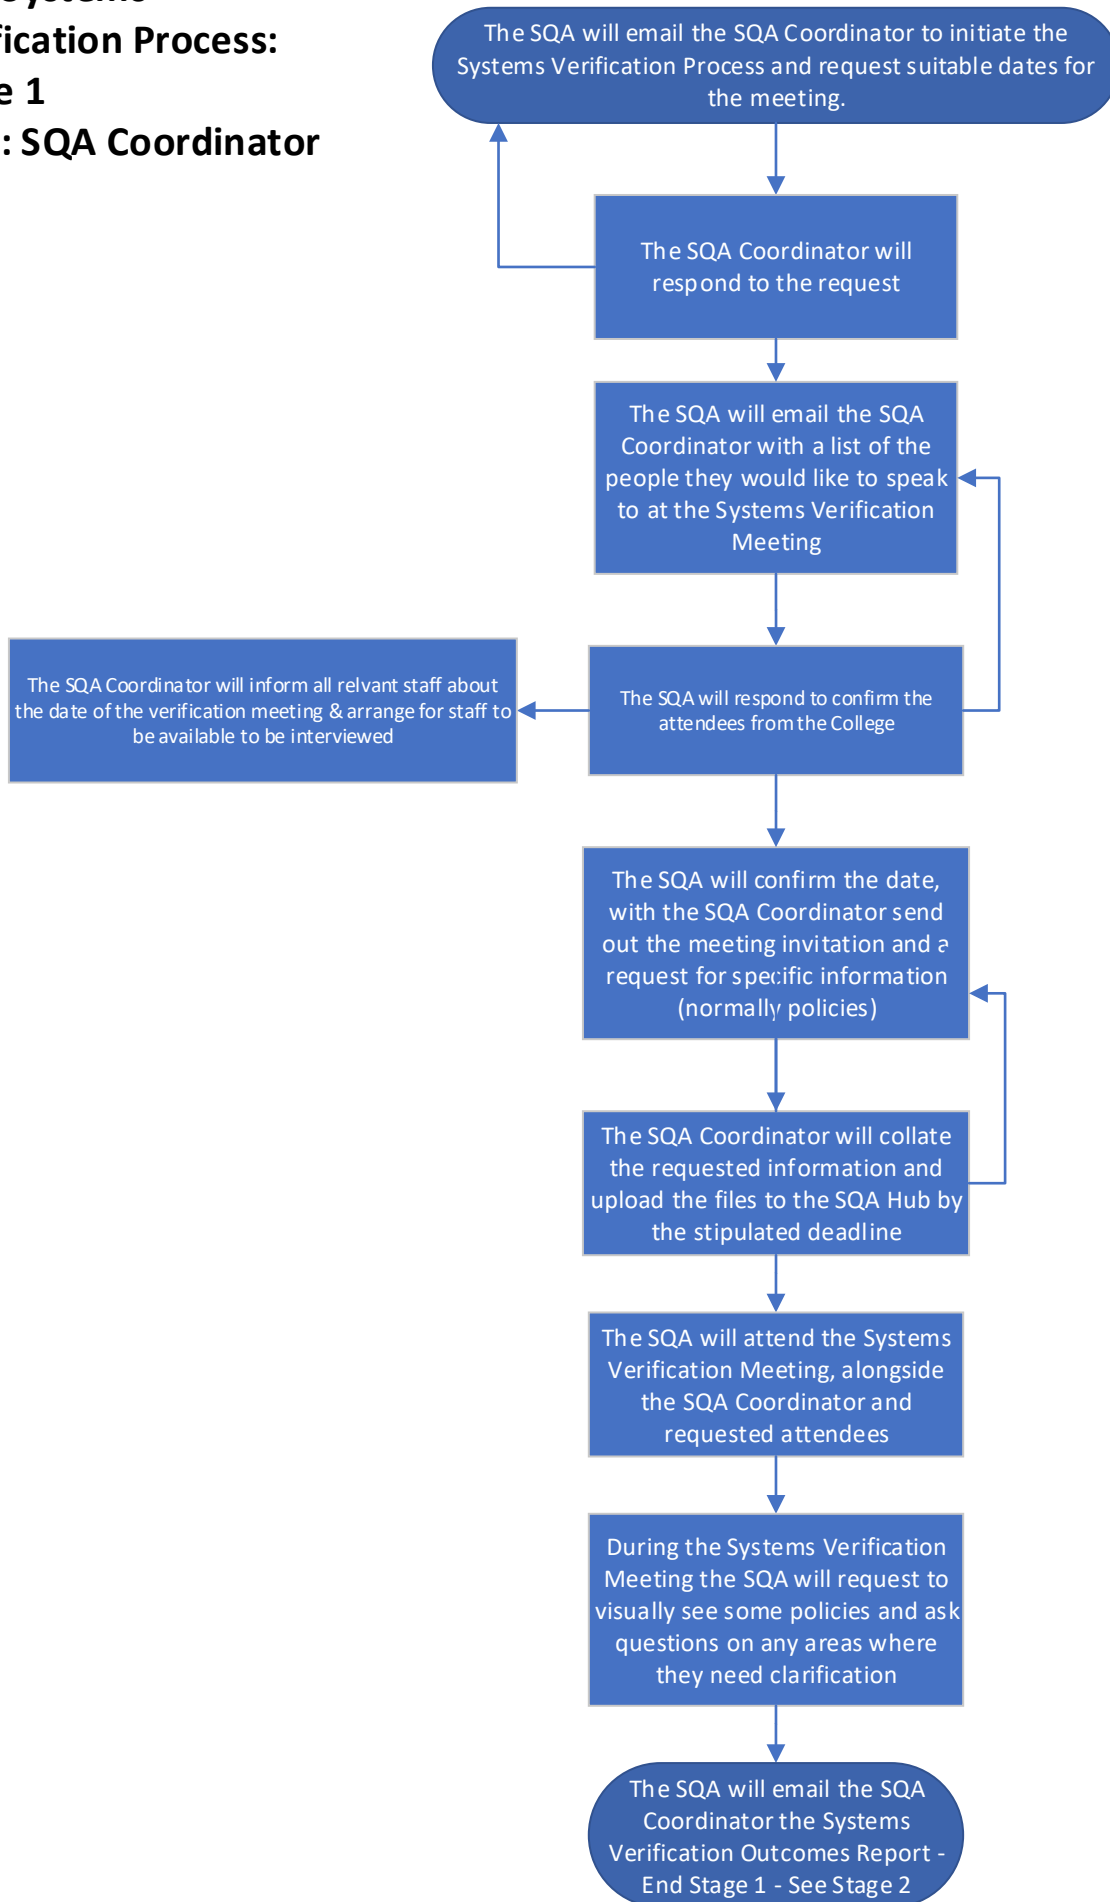 fication Process:
e 1
: SQA Coordinator
The SQA will email the SQA Coordinator to initiate the
Systems Verification Process and request suitable dates for
the meeting.
The SQA Coordinator will
respond to the request
The SQA will email the SQA
Coordinator with a list of the
people they would like to speak
to at the Systems Verification
Meeting
The SQA Coordinator will inform all relvant staff about
the date of the verification meeting & arrange for staff to
be available to be interviewed
The SQA will respond to confirm the
attendees from the College
The SQA will confirm the date,
with the SQA Coordinator send
out the meeting invitation and a
request for specific information
(normally policies)
The SQA Coordinator will collate
the requested information and
upload the files to the SQA Hub by
the stipulated deadline
The SQA will attend the Systems
Verification Meeting, alongside
the SQA Coordinator and
requested attendees
During the Systems Verification
Meeting the SQA will request to
visually see some policies and ask
questions on any areas where
they need clarification
The SQA will email the SQA
Coordinator the Systems
Verification Outcomes Report -
End Stage 1 - See Stage 2